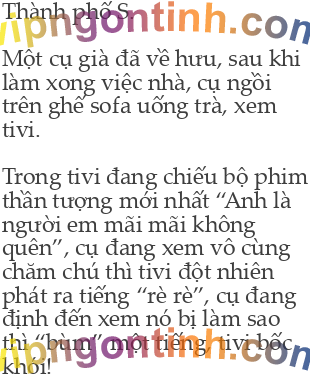 Thành phố S.
vipngontinh.com
Một cụ già đã về hưu, sau khi
làm xong việc nhà, cụ ngồi
trên ghế sofa uống trà, xem
tivi.
Trong tivi đang chiếu bộ phim
thần tượng mới nhất “Anh là
người em mãi mãi không
quên”, cụ đang xem vô cùng
chăm chú thì tivi đột nhiên
phát ra tiếng “rè rè”, cụ đang
định đến xem nó bị làm sao
thì “bùm” một tiếng, tivi bốc
vipngontinh.com
khói!